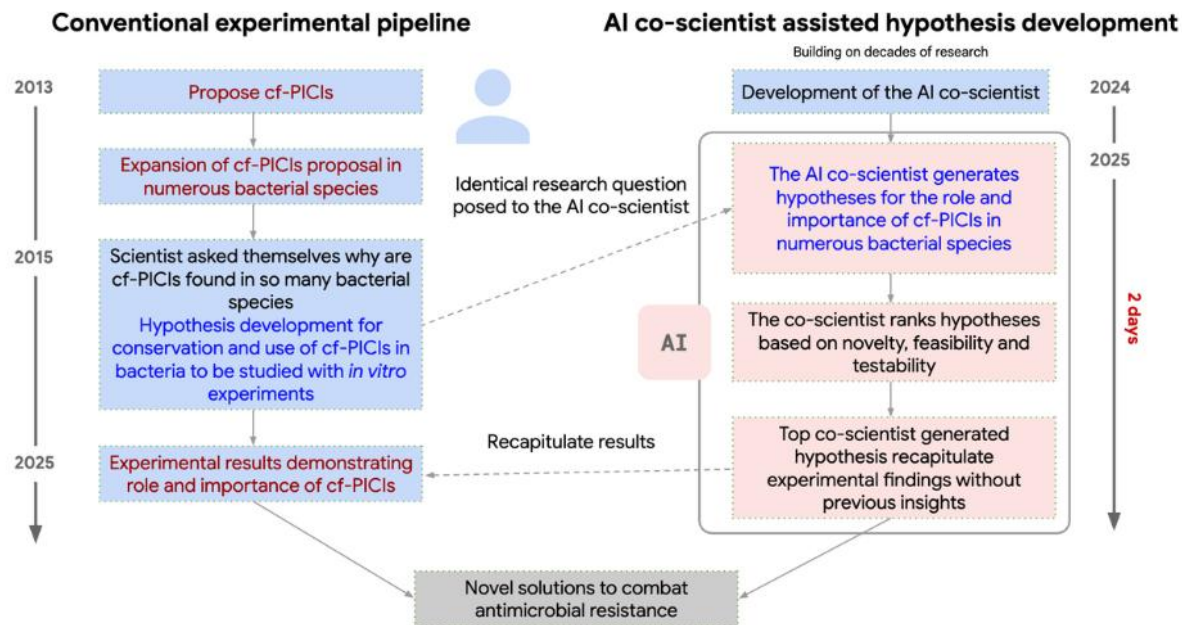 Conventional experimental pipeline
AI co-scientist assisted hypothesis development
Building on decades of research
2013
Propose cf-PICIs
Development of the AI co-scientist
2024
Expansion of cf-PICIs proposal in
numerous bacterial species
Identical research question
posed to the AI co-scientist
2025
The AI co-scientist generates
hypotheses for the role and
importance of cf-PICIs in
numerous bacterial species
2015
Scientist asked themselves why are
cf-PICIs found in so many bacterial
species
Hypothesis development for
conservation and use of cf-PICIs in
bacteria to be studied with in vitro
experiments
AI
The co-scientist ranks hypotheses
based on novelty, feasibility and
testability
2 days
Recapitulate results
2025
Experimental results demonstrating
role and importance of cf-PICIs
Top co-scientist generated
hypothesis recapitulate
experimental findings without
previous insights
Novel solutions to combat
antimicrobial resistance